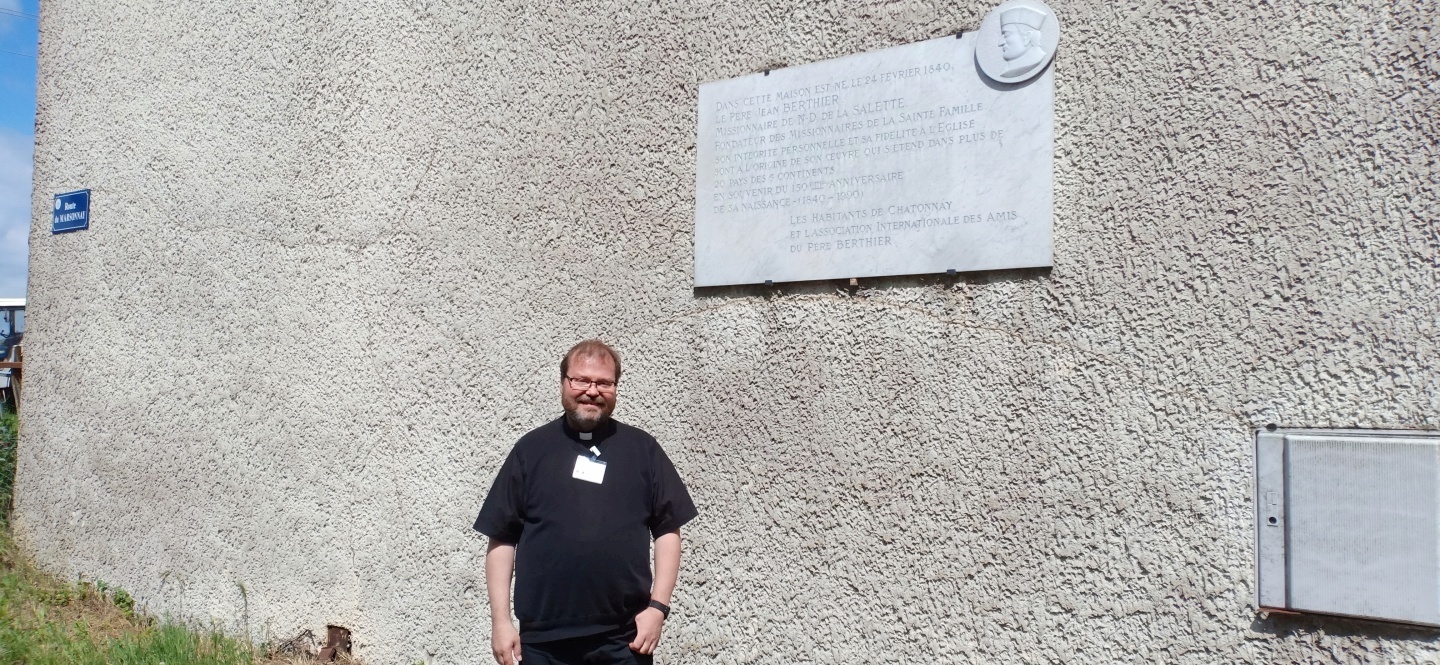 Route
de MARSONNAY
DANS CETTE MAISON EST NÉ LE 24 FÉVRIER 1840,
LE PÈRE JEAN BERTHIER
MISSIONNAIRE DE N-D. DE LA SALETTE
FONDATEUR DES MISSIONNAIRES DE LA SAINTE FAMILLE
SON INTÉGRITÉ PERSONNELLE ET SA FIDÉLITÉ À L'ÉGLISE
SONT À L'ORIGINE DE SON ŒUVRE QUI S'ÉTEND DANS PLUS DE
20 PAYS DES 5 CONTINENTS
EN SOUVENIR DU 150ÈME ANNIVERSAIRE
DE SA NAISSANCE - (1840 - 1990)
LES HABITANTS DE CHATONNAY
ET L'ASSOCIATION INTERNATIONALE DES AMIS
DU PÈRE BERTHIER